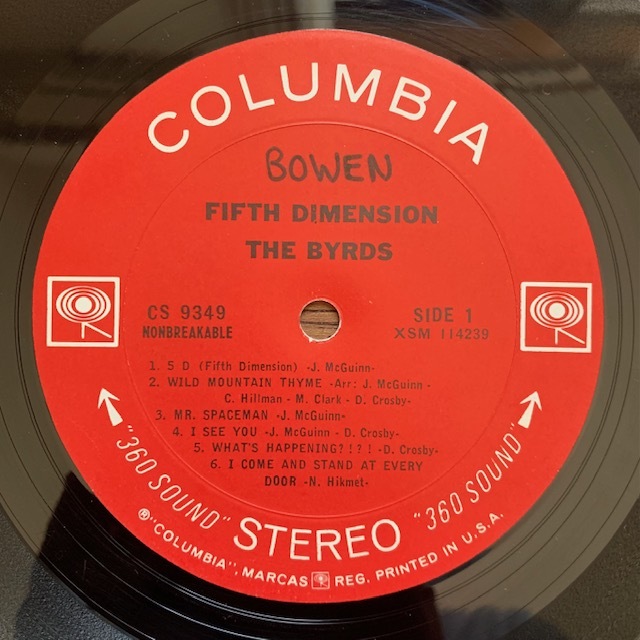 COLUMBIA
BOWEN
FIFTH DIMENSION
THE BYRDS
CS 9349
NONBREAKABLE
SIDE 1
XSM 114239
1. 5 D (Fifth Dimension) -J. McGuinn-
2. WILD MOUNTAIN THYME -Arr: J. McGuinn -
C. Hillman - M. Clark - D. Crosby-
3. MR. SPACEMAN -J. McGuinn-
4. I SEE YOU -J. McGuinn - D. Crosby-
5. WHAT'S HAPPENING?!?! -D. Crosby-
6. I COME AND STAND AT EVERY
DOOR -N. Hikmet-
"360 SOUND" STEREO "360 SOUND"
®"COLUMBIA", MARCAS REG. PRINTED IN U.S.A.